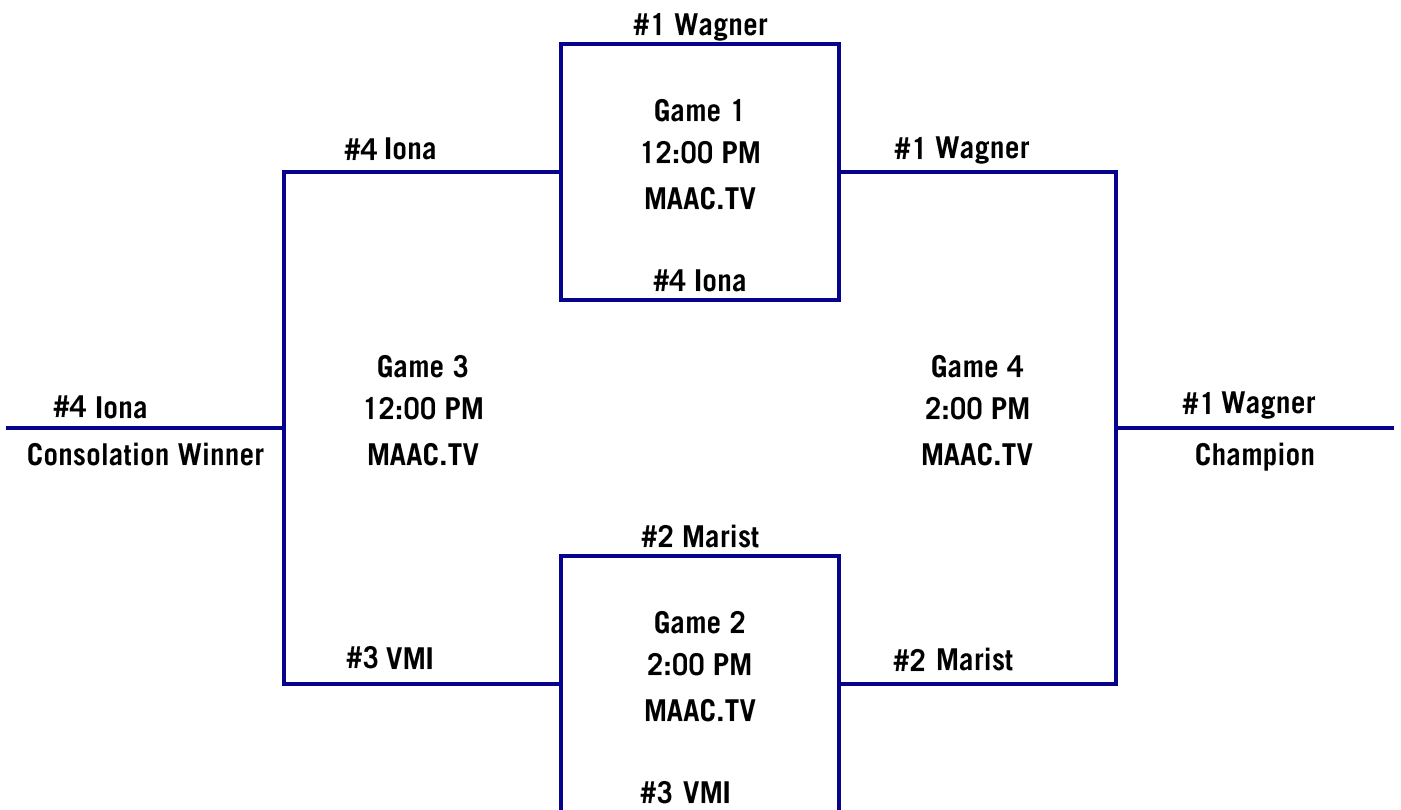 #1 Wagner
Game 1
12:00 PM
MAAC.TV
#4 Iona
#1 Wagner
#4 Iona
Game 3
12:00 PM
MAAC.TV
Game 4
2:00 PM
MAAC.TV
#4 Iona
Consolation Winner
#1 Wagner
Champion
#2 Marist
Game 2
2:00 PM
MAAC.TV
#3 VMI
#2 Marist
#3 VMI